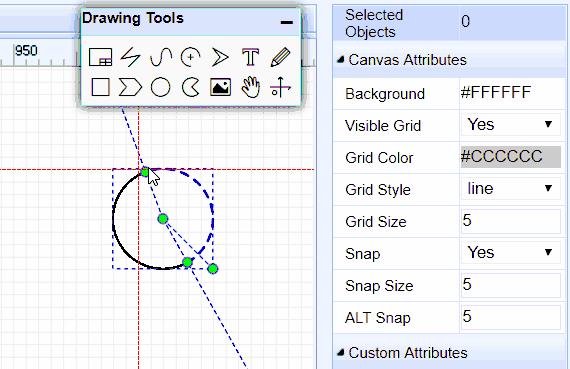 Drawing Tools
950
Selected Objects 0
Canvas Attributes
Background #FFFFFF
Visible Grid Yes
Grid Color #CCCCCC
Grid Style line
Grid Size 5
Snap Yes
Snap Size 5
ALT Snap 5
Custom Attributes